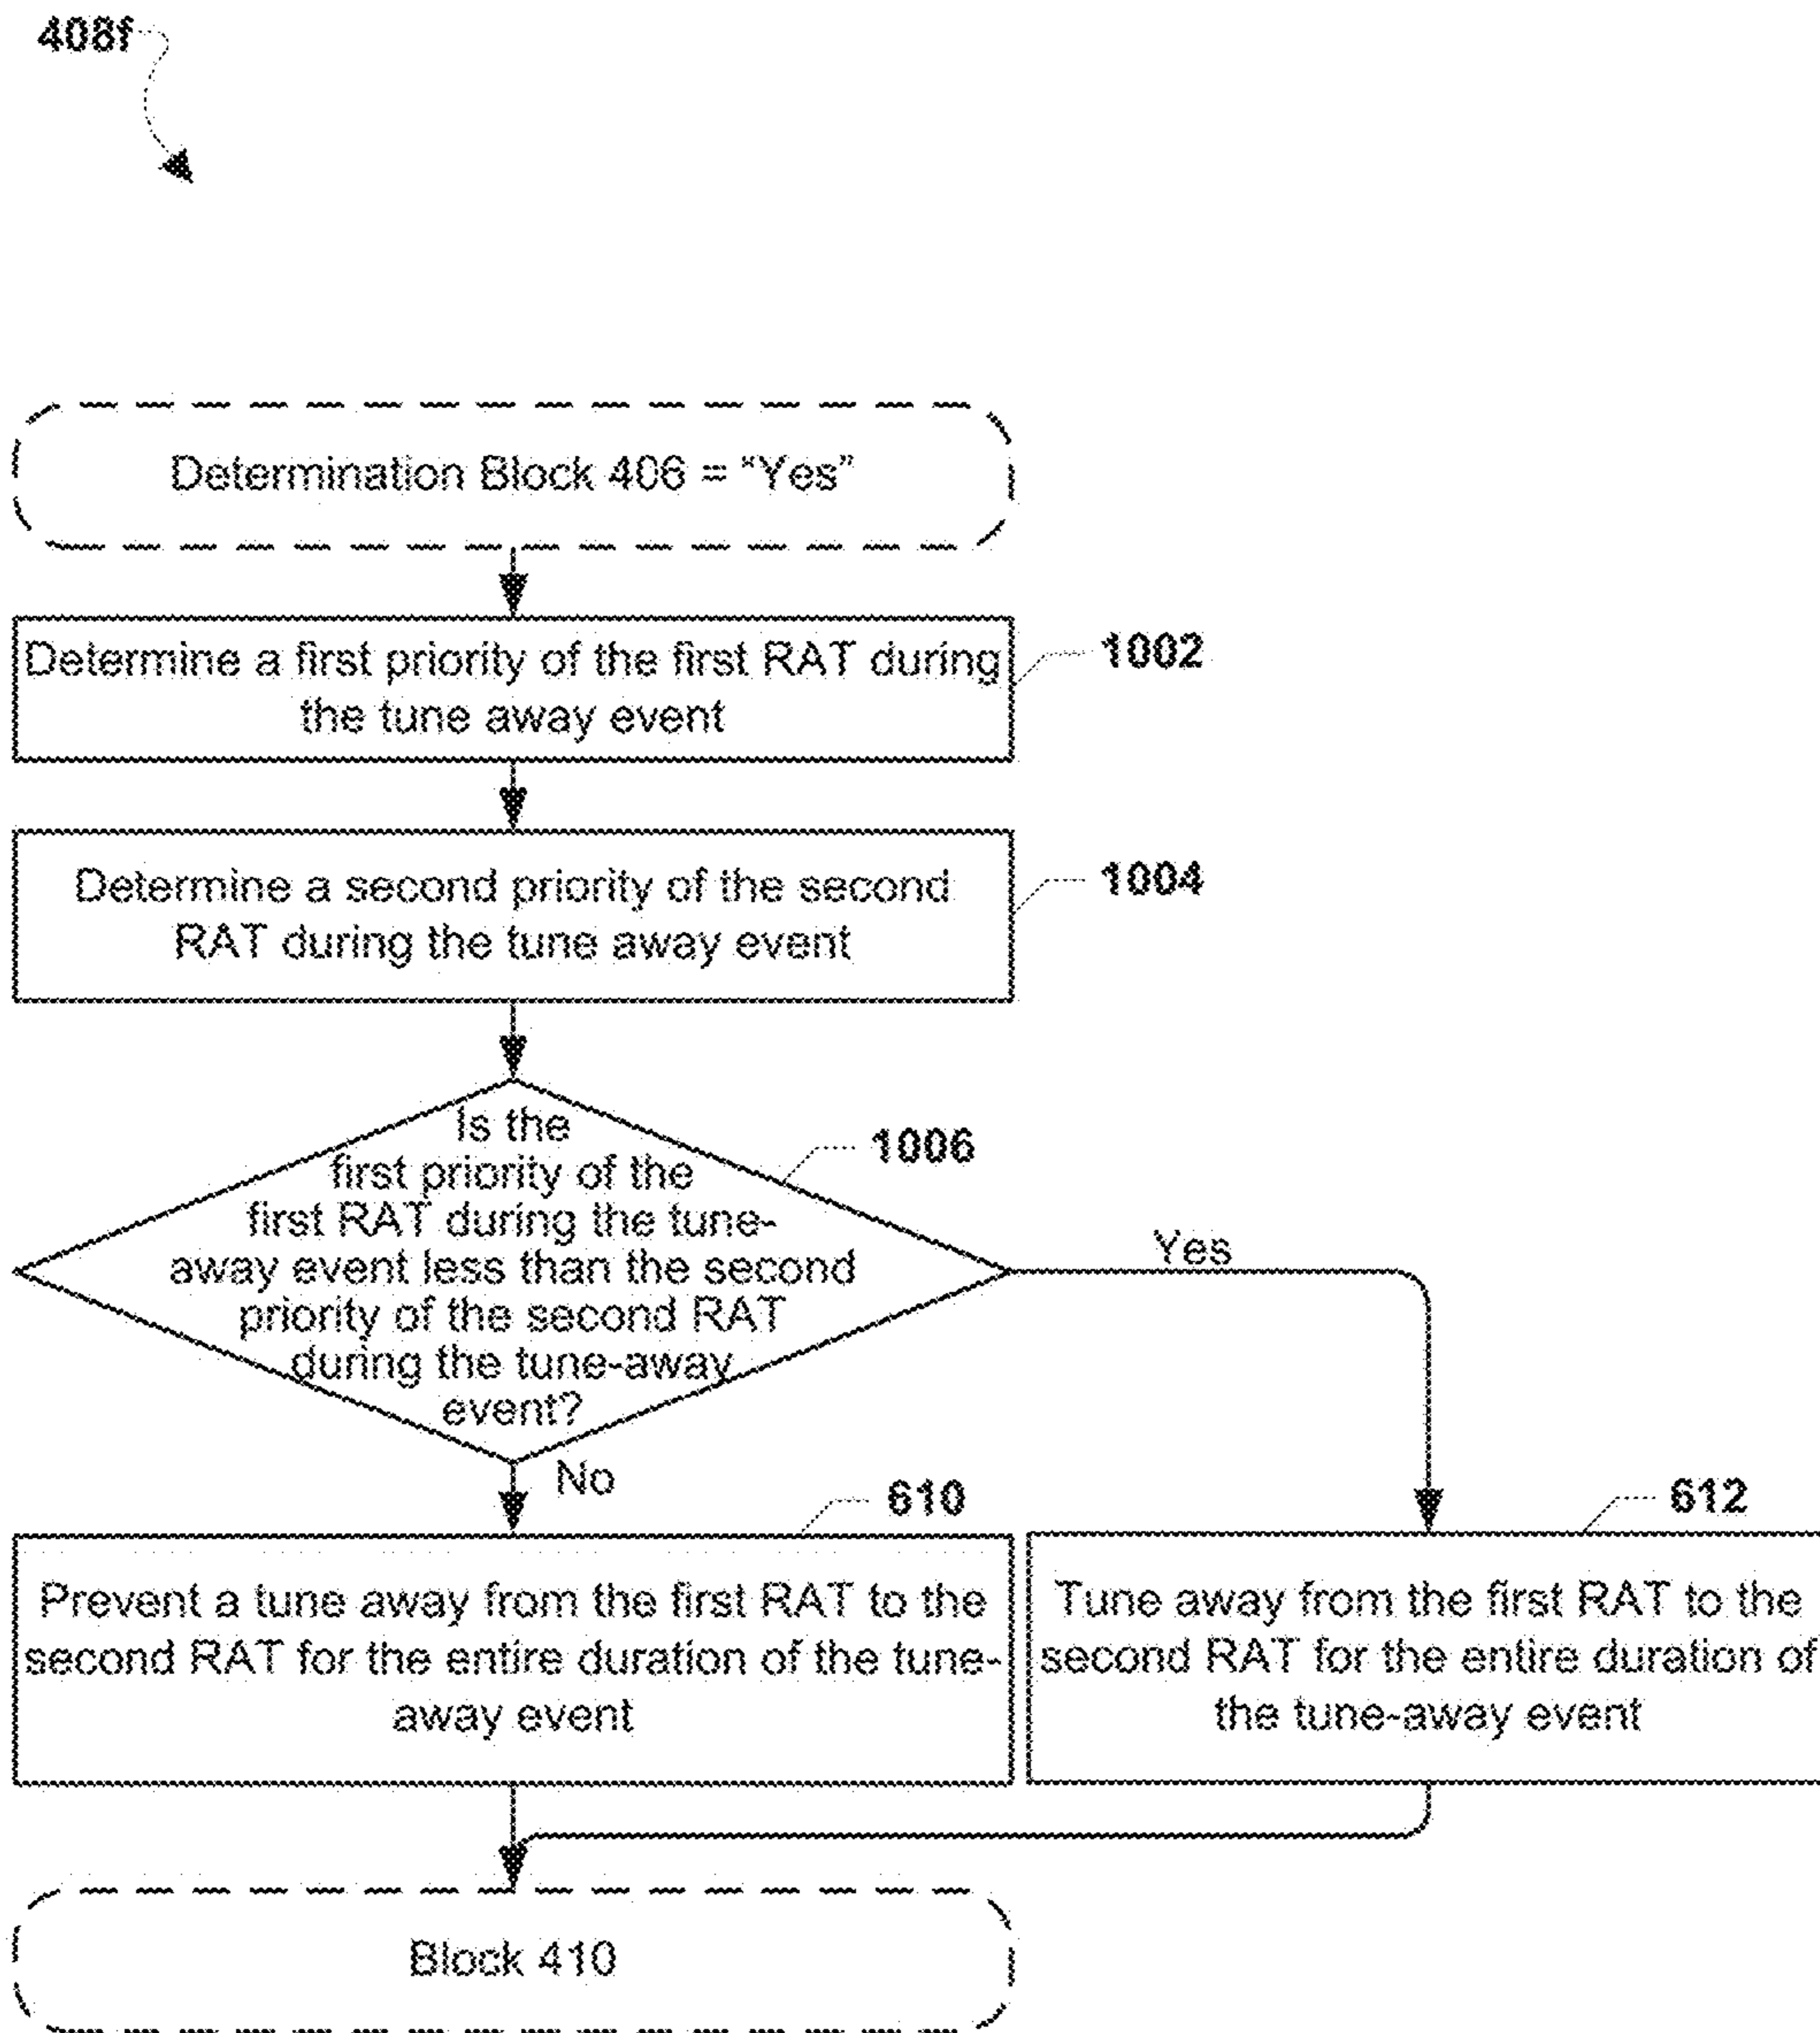 408f
Determination Block 406 = “Yes”
Determine a first priority of the first RAT during
the tune away event
1002
Determine a second priority of the second
RAT during the tune away event
1004
Is the
first priority of the
first RAT during the tune-
away event less than the second
priority of the second RAT
during the tune-away
event?
1006
Yes
No
610
Prevent a tune away from the first RAT to the
second RAT for the entire duration of the tune-
away event
612
Tune away from the first RAT to the
second RAT for the entire duration of
the tune-away event
Block 410